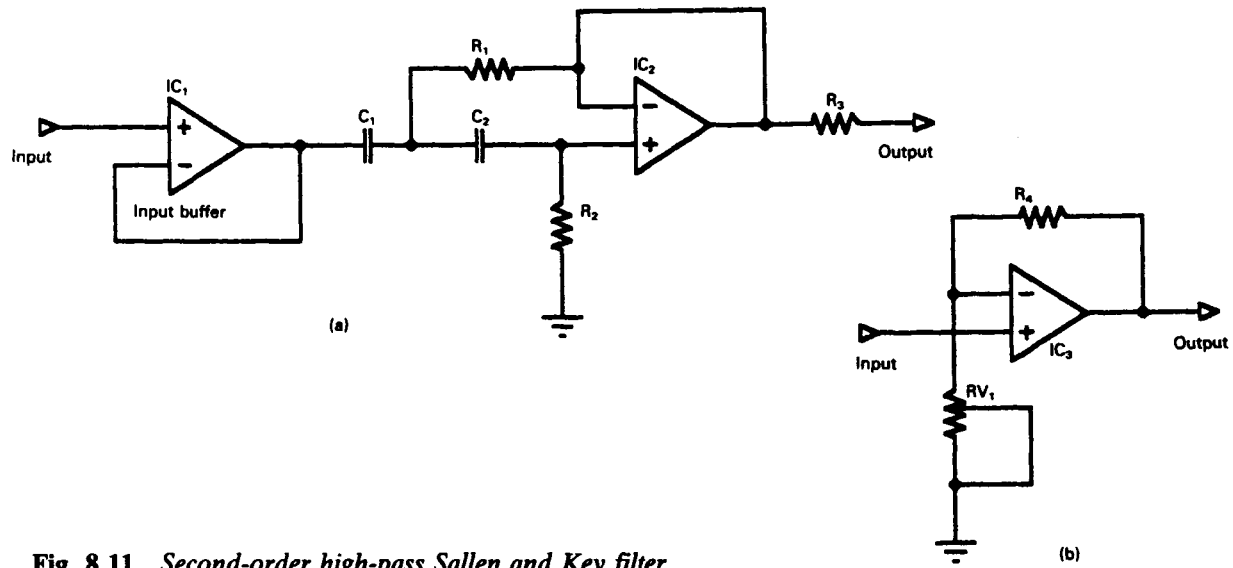 R₁
IC₂
IC₁
+
−
Input
Input buffer
C₁
C₂
−
+
R₃
Output
R₂
(a)
R₄
−
+
IC₃
Input
Output
RV₁
(b)
Fig. 8.11 Second-order high-pass Sallen and Key filter